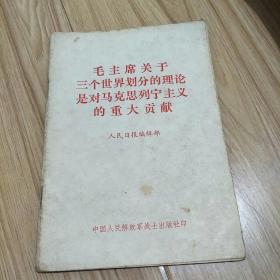 毛主席关于
三个世界划分的理论
是对马克思列宁主义
的重大贡献
人民日报编辑部
中国人民解放军战士出版社印